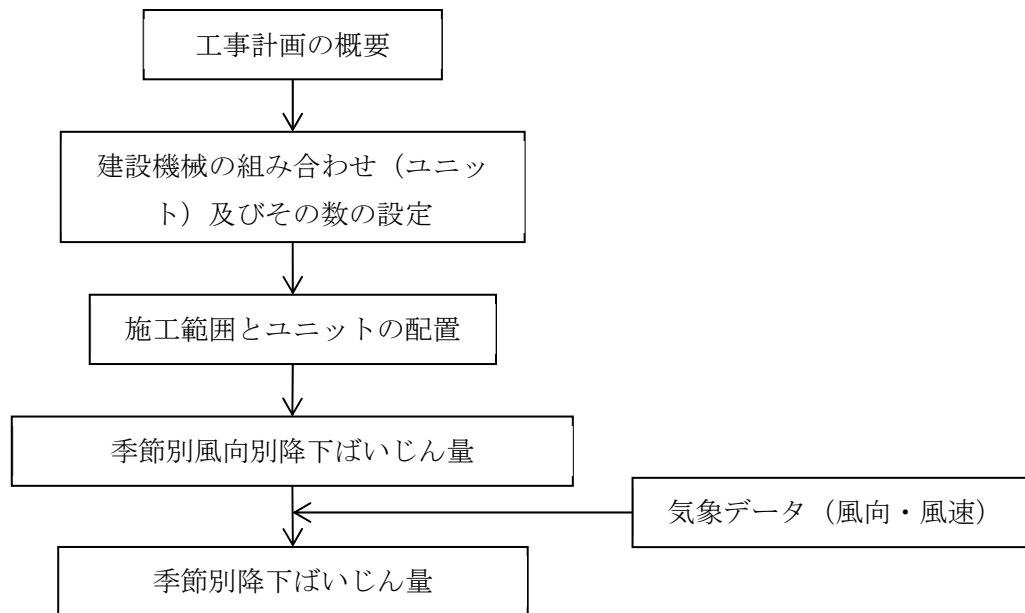 工事計画の概要
建設機械の組み合わせ（ユニッ
ト）及びその数の設定
施工範囲とユニットの配置
季節別風向別降下ばいじん量
気象データ（風向・風速）
季節別降下ばいじん量